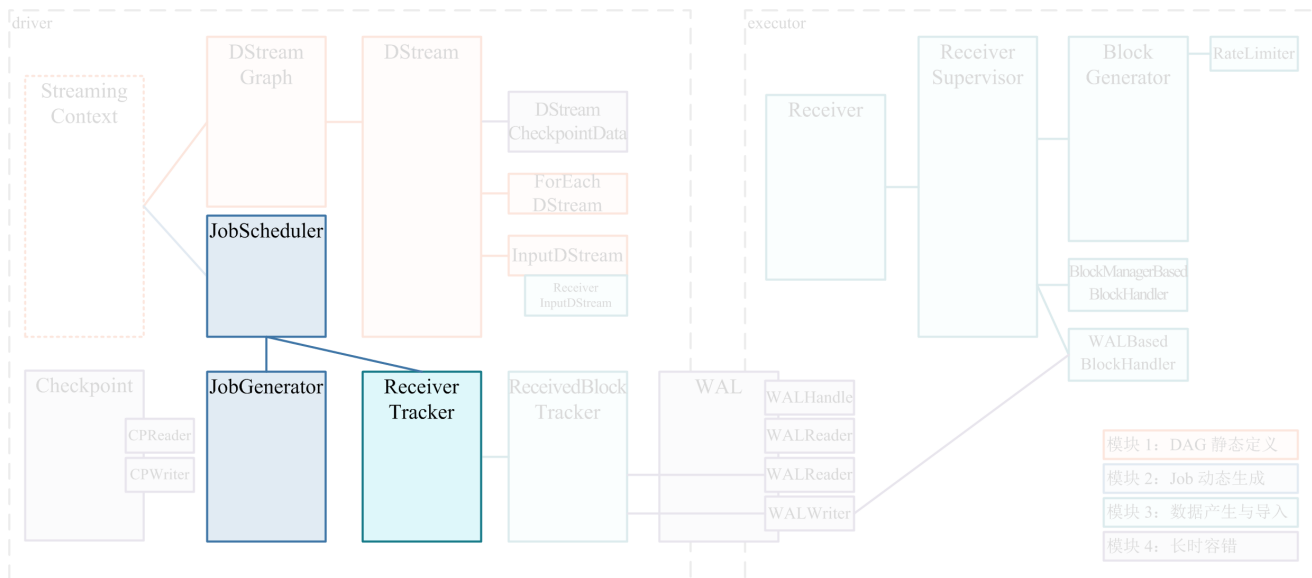 driver
executor
Streaming
Context
DStream
Graph
DStream
DStream
CheckpointData
ForEach
DStream
InputDStream
Receiver
InputDStream
JobScheduler
Checkpoint
CPReader
CPWriter
JobGenerator
Receiver
Tracker
ReceivedBlock
Tracker
WAL
WALHandle
WALReader
WALReader
WALWriter
Receiver
Receiver
Supervisor
Block
Generator
RateLimiter
BlockManagerBased
BlockHandler
WALBased
BlockHandler
模块 1：DAG 静态定义
模块 2：Job 动态生成
模块 3：数据产生与导入
模块 4：长时容错